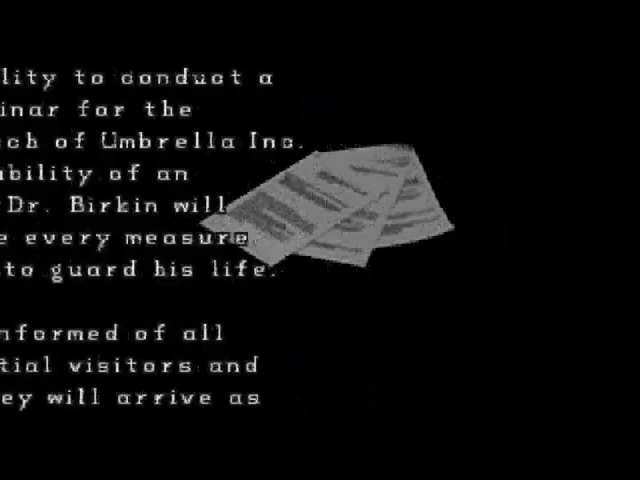 lity to conduct a
inar for the
ch of Umbrella Inc.
ability of an
Dr. Birkin will
e every measure
to guard his life.
nformed of all
tial visitors and
ey will arrive as